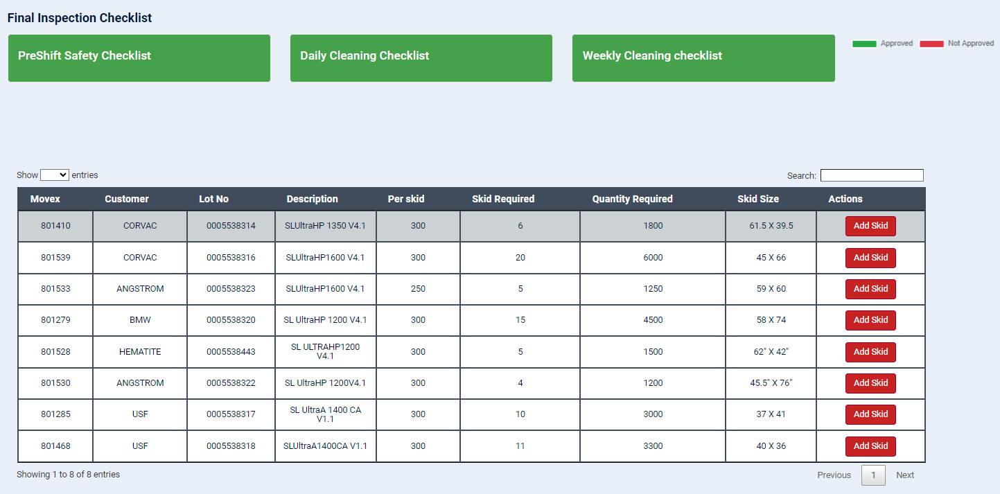 Final Inspection Checklist
PreShift Safety Checklist
Daily Cleaning Checklist
Weekly Cleaning checklist
Approved
Not Approved
Show entries
Search:
Movex Customer Lot No Description Per skid Skid Required Quantity Required Skid Size Actions
801410 CORVAC 0005538314 SLUltraHP 1350 V4.1 300 6 1800 61.5 X 39.5 Add Skid
801539 CORVAC 0005538316 SLUltraHP1600 V4.1 300 20 6000 45 X 66 Add Skid
801533 ANGSTROM 0005538323 SLUltraHP1600 V4.1 250 5 1250 59 X 60 Add Skid
801279 BMW 0005538320 SL UltraHP 1200 V4.1 300 15 4500 58 X 74 Add Skid
801528 HEMATITE 0005538443 SL ULTRAHP1200
V4.1 300 5 1500 62" X 42" Add Skid
801530 ANGSTROM 0005538322 SL UltraHP 1200V4.1 300 4 1200 45.5" X 76" Add Skid
801285 USF 0005538317 SL UltraA 1400 CA
V1.1 300 10 3000 37 X 41 Add Skid
801468 USF 0005538318 SLUltraA1400CA V1.1 300 11 3300 40 X 36 Add Skid
Showing 1 to 8 of 8 entries
Previous 1 Next